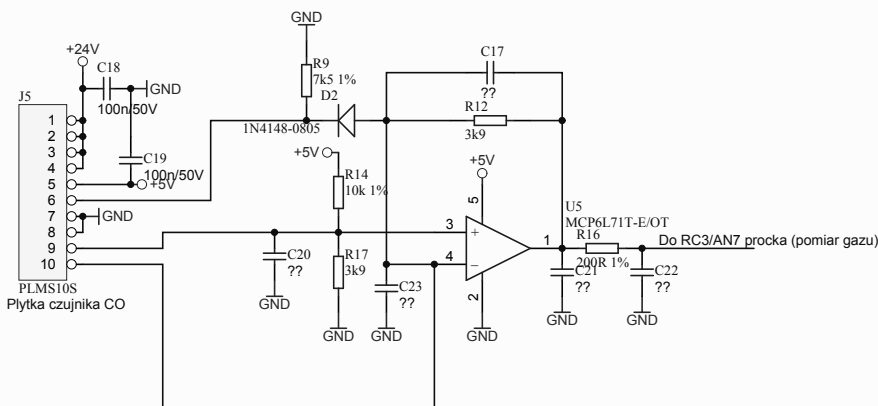 GND
C17
??
R9
7k5 1%
D2
+24V
C18
GND
100n/50V
R12
3k9
1N4148-0805
J5
1
2
3
4
5
6
7
8
9
10
C19
100n/50V
+5V
GND
PLMS10S
Plytka czujnika CO
+5V
R14
10k 1%
+5V
U5
MCP6L71T-E/OT
5
3
+
4
−
1
2
R16
200R 1%
Do RC3/AN7 procka (pomiar gazu)
C20
??
R17
3k9
C23
??
C21
??
C22
??
GND
GND
GND
GND
GND
GND